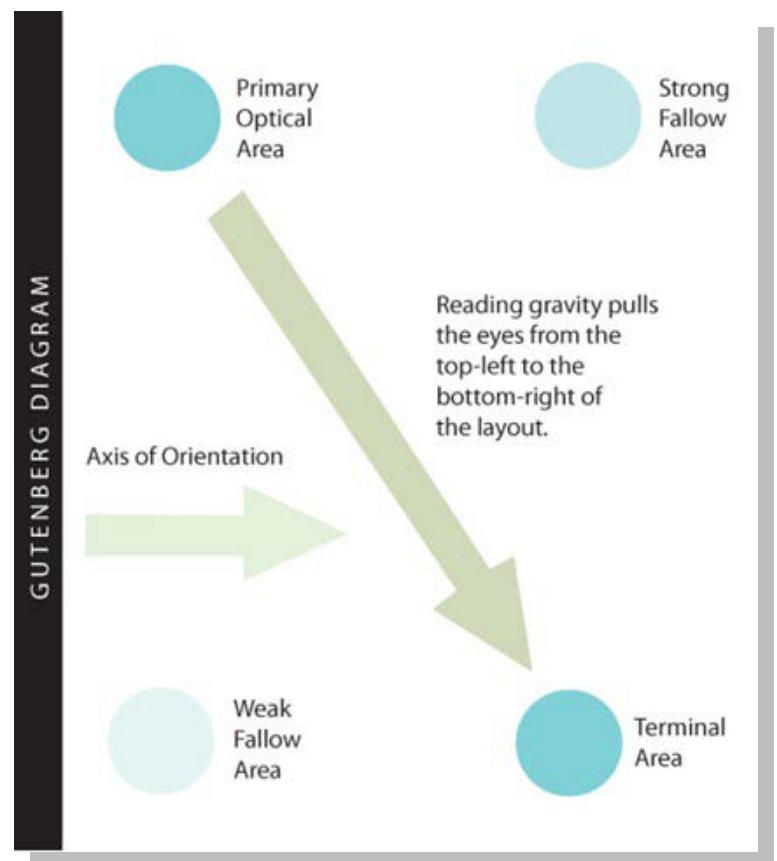 GUTENBERG DIAGRAM
Primary
Optical
Area
Strong
Fallow
Area
Reading gravity pulls
the eyes from the
top-left to the
bottom-right of
the layout.
Axis of Orientation
Weak
Fallow
Area
Terminal
Area